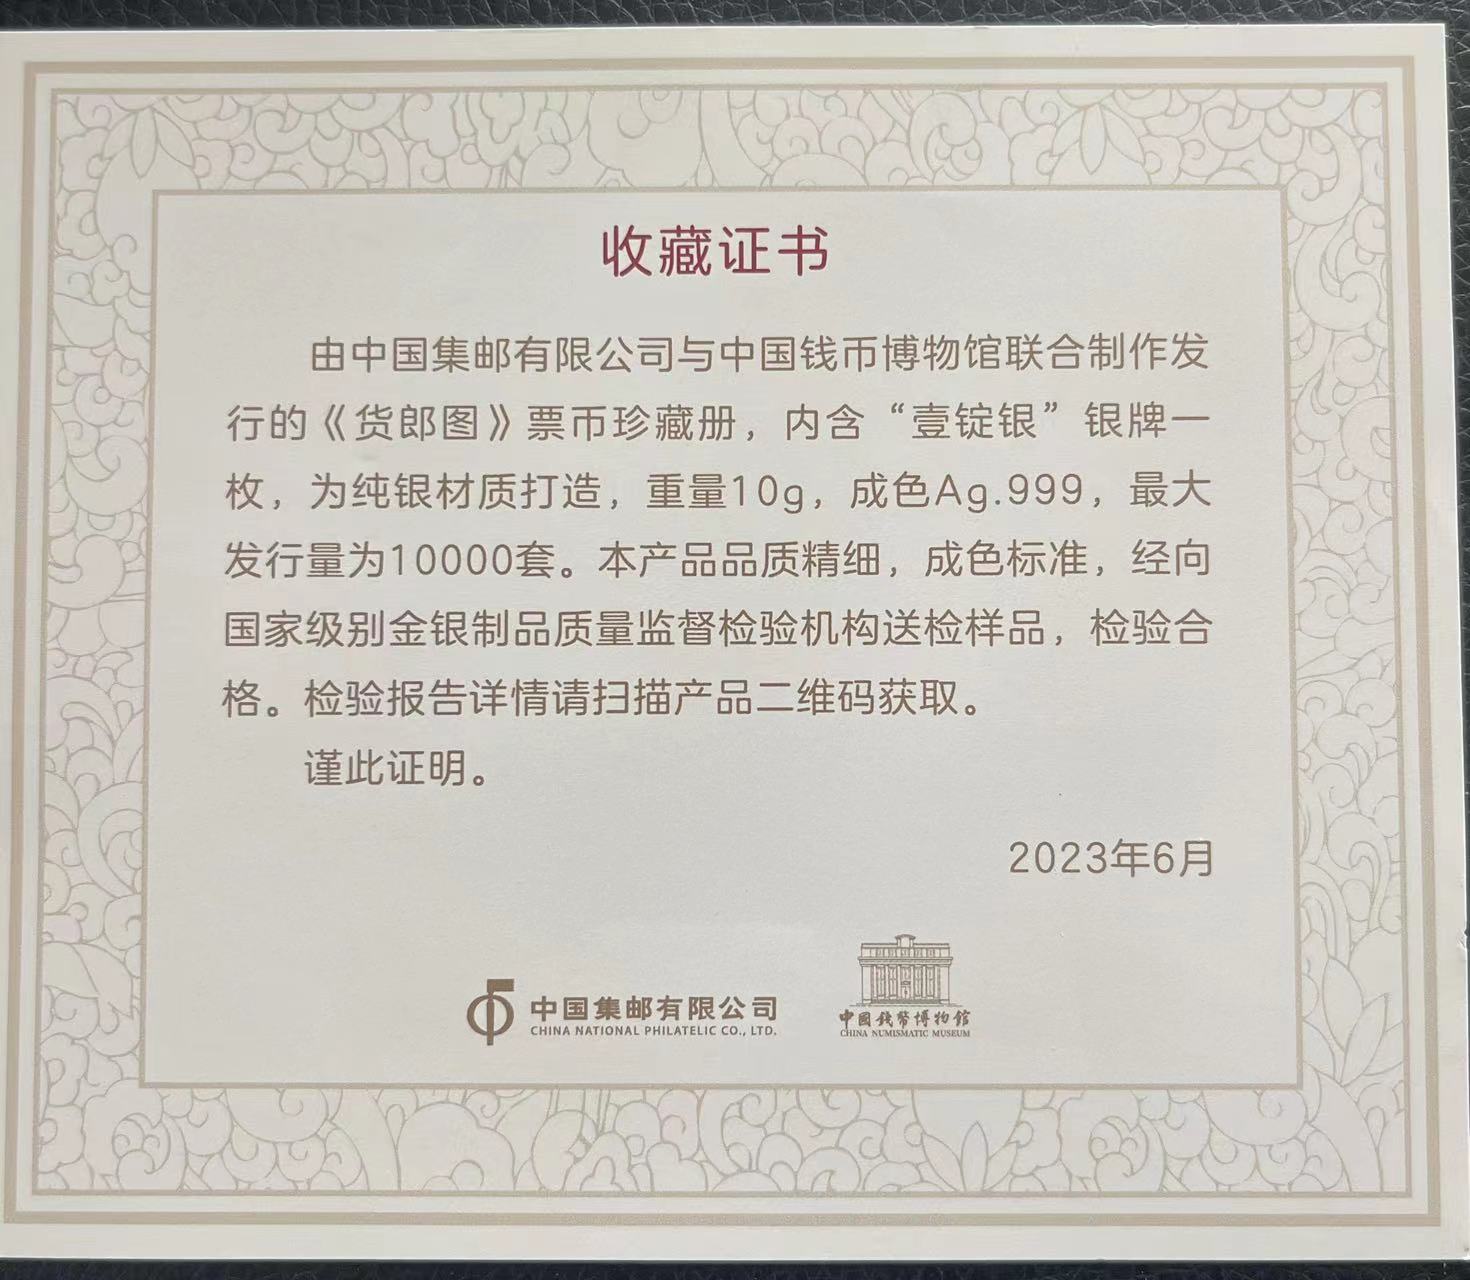 收藏证书
由中国集邮有限公司与中国钱币博物馆联合制作发
行的《货郎图》票币珍藏册，内含“壹锭银”银牌一
枚，为纯银材质打造，重量10g，成色Ag.999，最大
发行量为10000套。本产品品质精细，成色标准，经向
国家级别金银制品质量监督检验机构送检样品，检验合
格。检验报告详情请扫描产品二维码获取。
谨此证明。
2023年6月
中国集邮有限公司
CHINA NATIONAL PHILATELIC CO., LTD.
中國錢幣博物館
CHINA NUMISMATIC MUSEUM